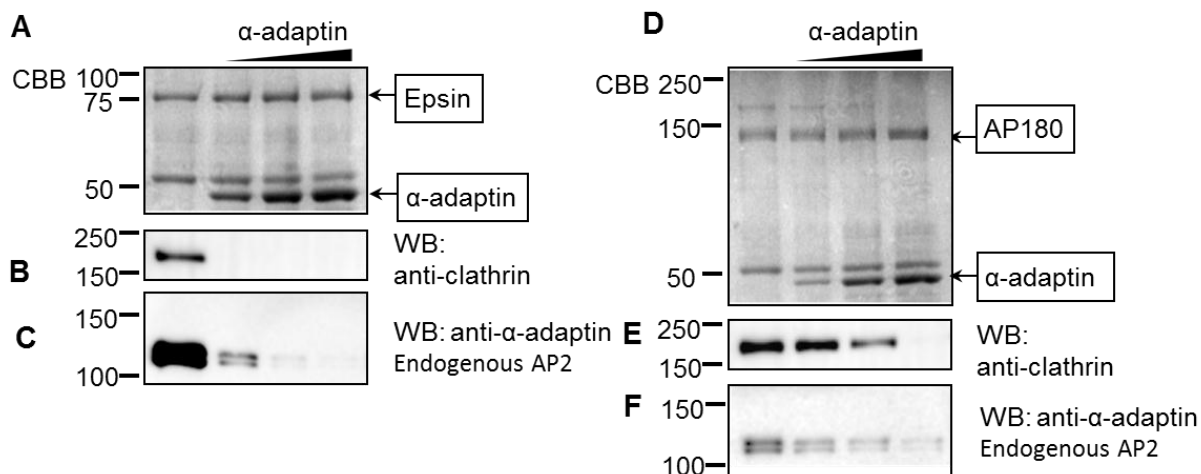 A
α-adaptin
CBB
100
75
50
Epsin
α-adaptin
B
250
150
WB:
anti-clathrin
C
150
100
WB: anti-α-adaptin
Endogenous AP2
D
α-adaptin
CBB
250
150
50
AP180
α-adaptin
E
250
150
WB:
anti-clathrin
F
150
100
WB: anti-α-adaptin
Endogenous AP2